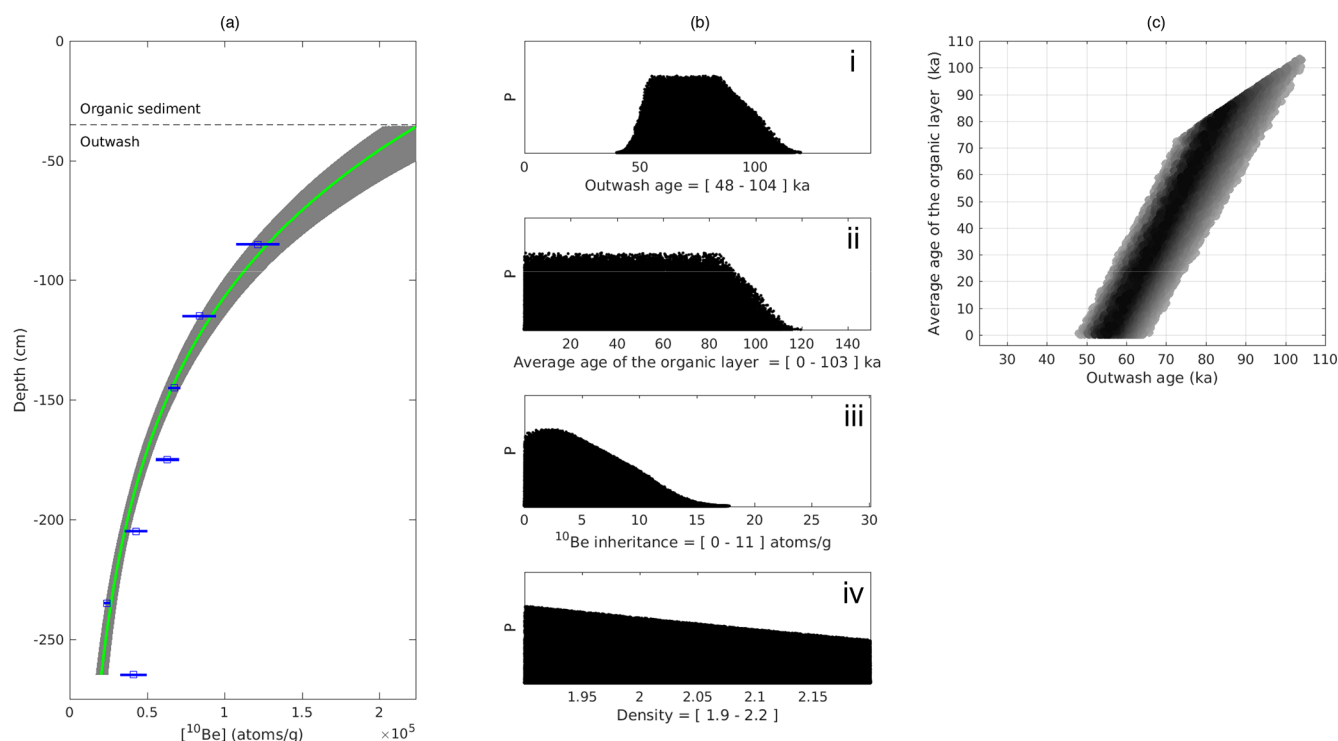 (a)
0
-50
-100
-150
-200
-250
Depth (cm)
Organic sediment
Outwash
0 0.5 1 1.5 2
[¹⁰Be] (atoms/g) ×10⁵
(b)
i
P
0 50 100
Outwash age = [ 48 - 104 ] ka
ii
P
0 20 40 60 80 100 120 140
Average age of the organic layer = [ 0 - 103 ] ka
iii
P
0 5 10 15 20 25 30
¹⁰Be inheritance = [ 0 - 11 ] atoms/g
iv
P
1.95 2 2.05 2.1 2.15
Density = [ 1.9 - 2.2 ]
(c)
110
100
90
80
70
60
50
40
30
20
10
0
Average age of the organic layer (ka)
30 40 50 60 70 80 90 100 110
Outwash age (ka)